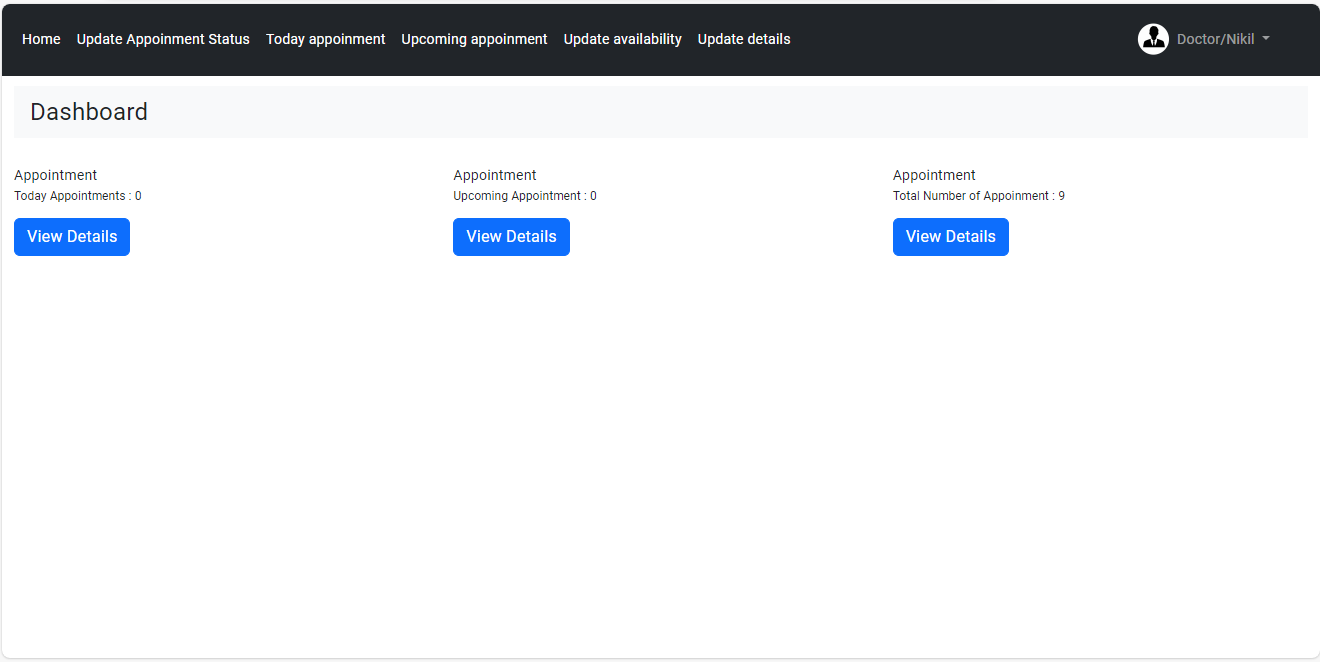 Home Update Appoinment Status Today appoinment Upcoming appoinment Update availability Update details Doctor/Nikil
Dashboard
Appointment
Today Appointments : 0
View Details
Appointment
Upcoming Appointment : 0
View Details
Appointment
Total Number of Appoinment : 9
View Details